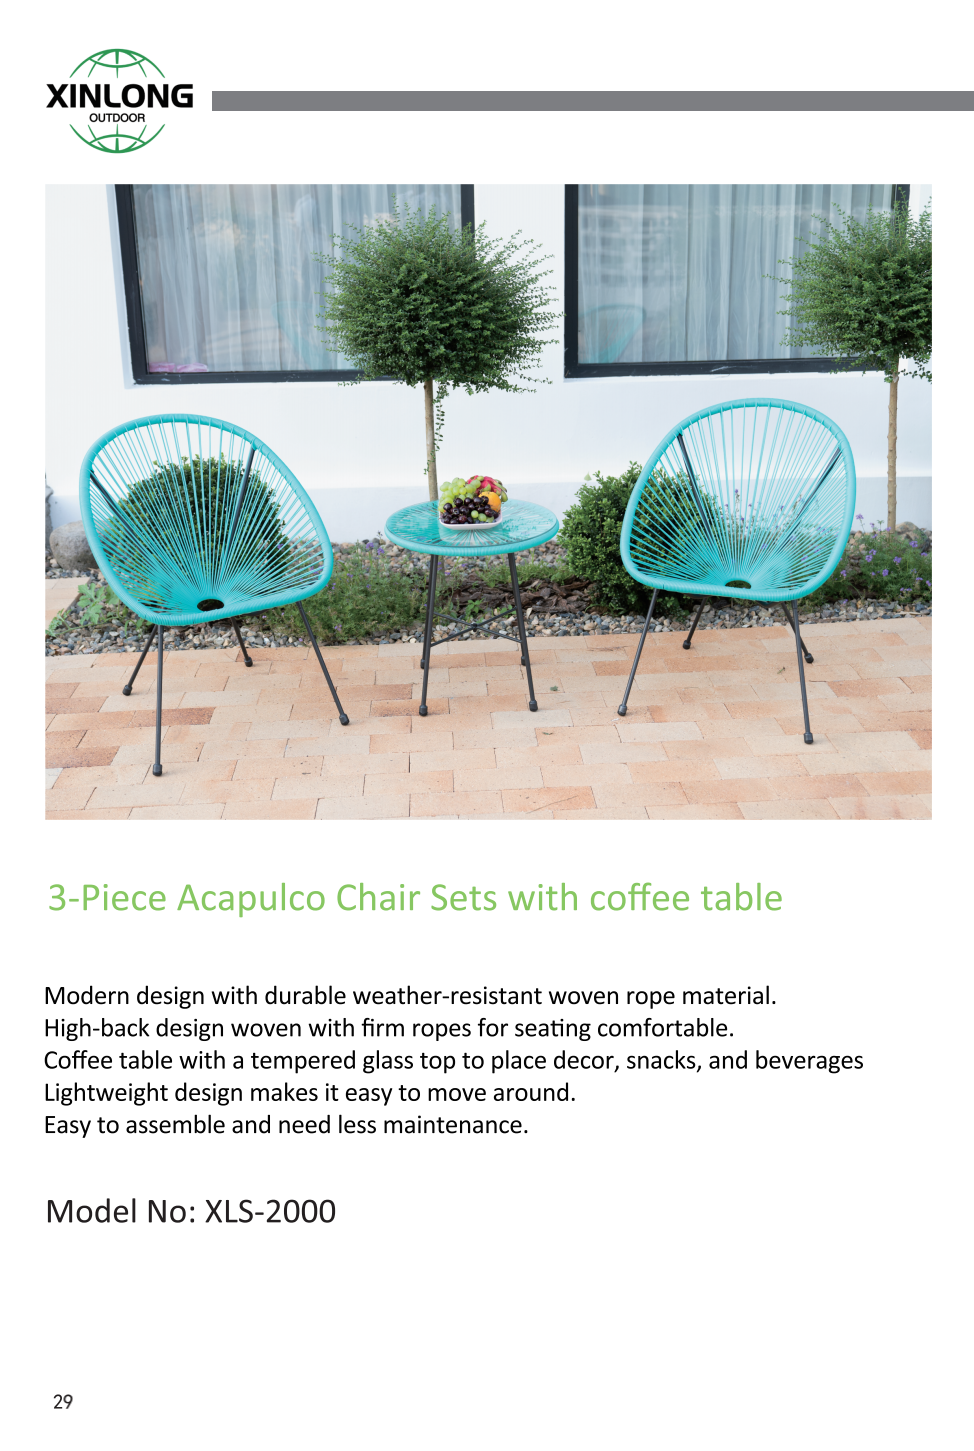 XINLONG
OUTDOOR
3-Piece Acapulco Chair Sets with coffee table
Modern design with durable weather-resistant woven rope material.
High-back design woven with firm ropes for seating comfortable.
Coffee table with a tempered glass top to place decor, snacks, and beverages
Lightweight design makes it easy to move around.
Easy to assemble and need less maintenance.
Model No: XLS-2000
29